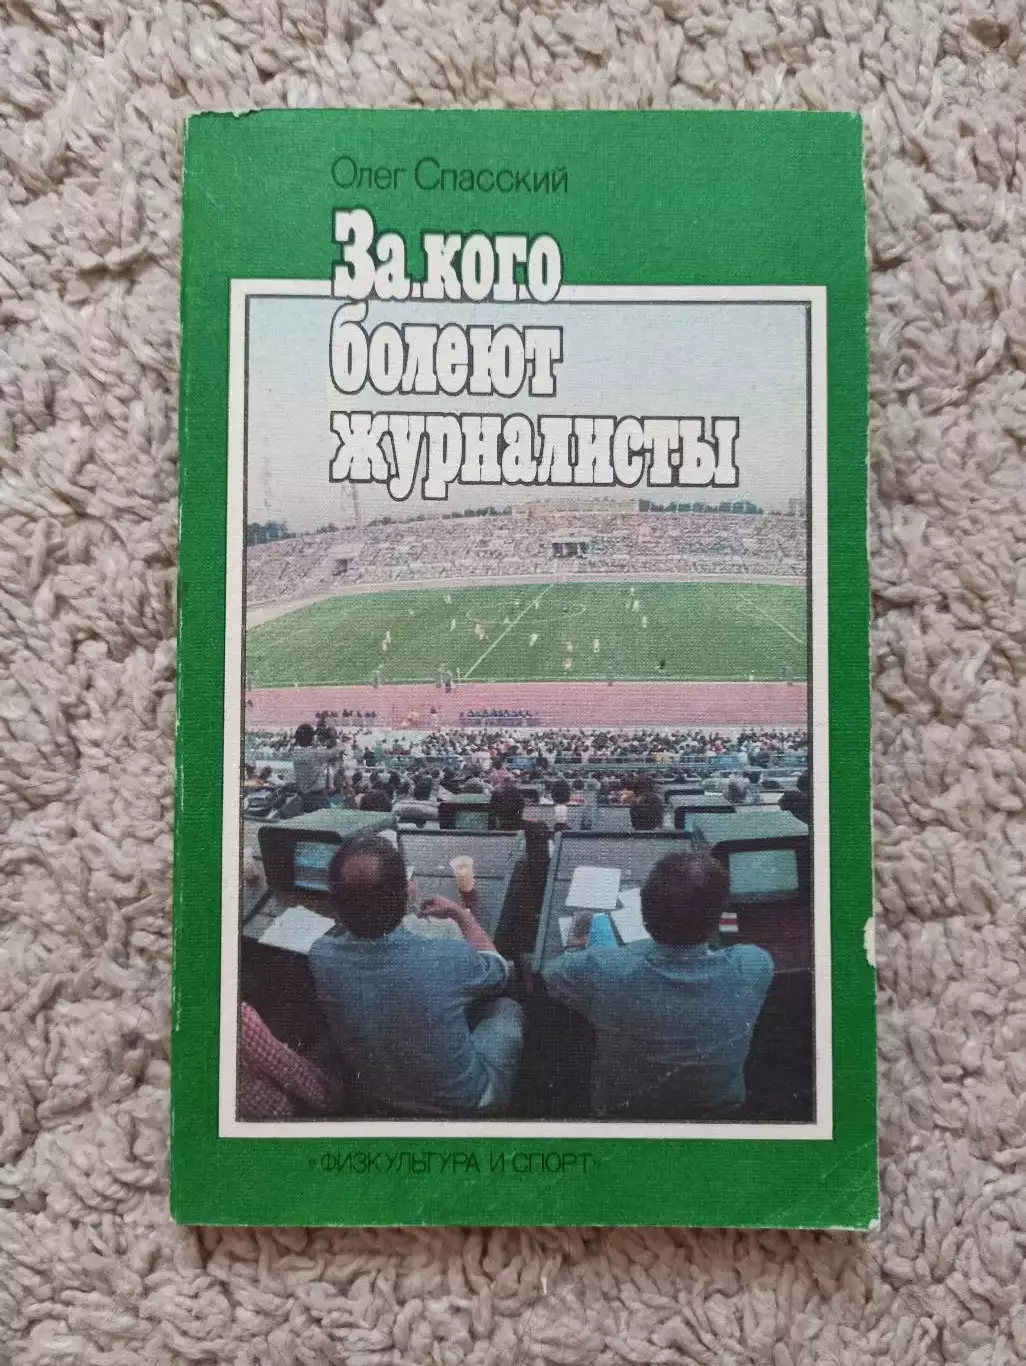 Олег Спасский
За кого
болеют
журналисты
«ФИЗКУЛЬТУРА И СПОРТ»